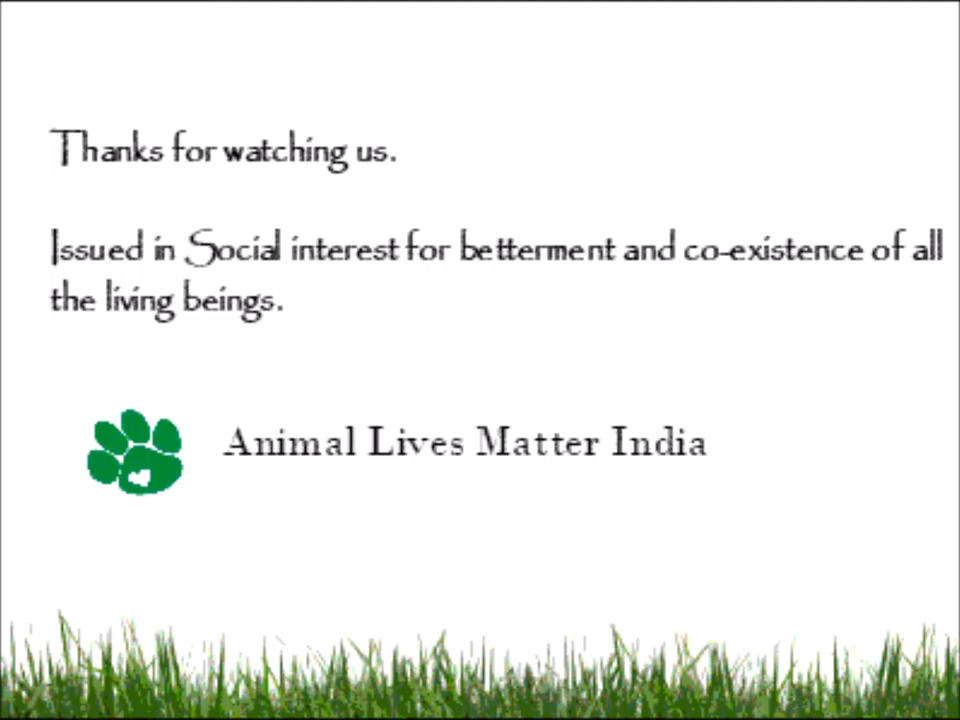 Thanks for watching us.
Issued in Social interest for betterment and co-existence of all
the living beings.
Animal Lives Matter India